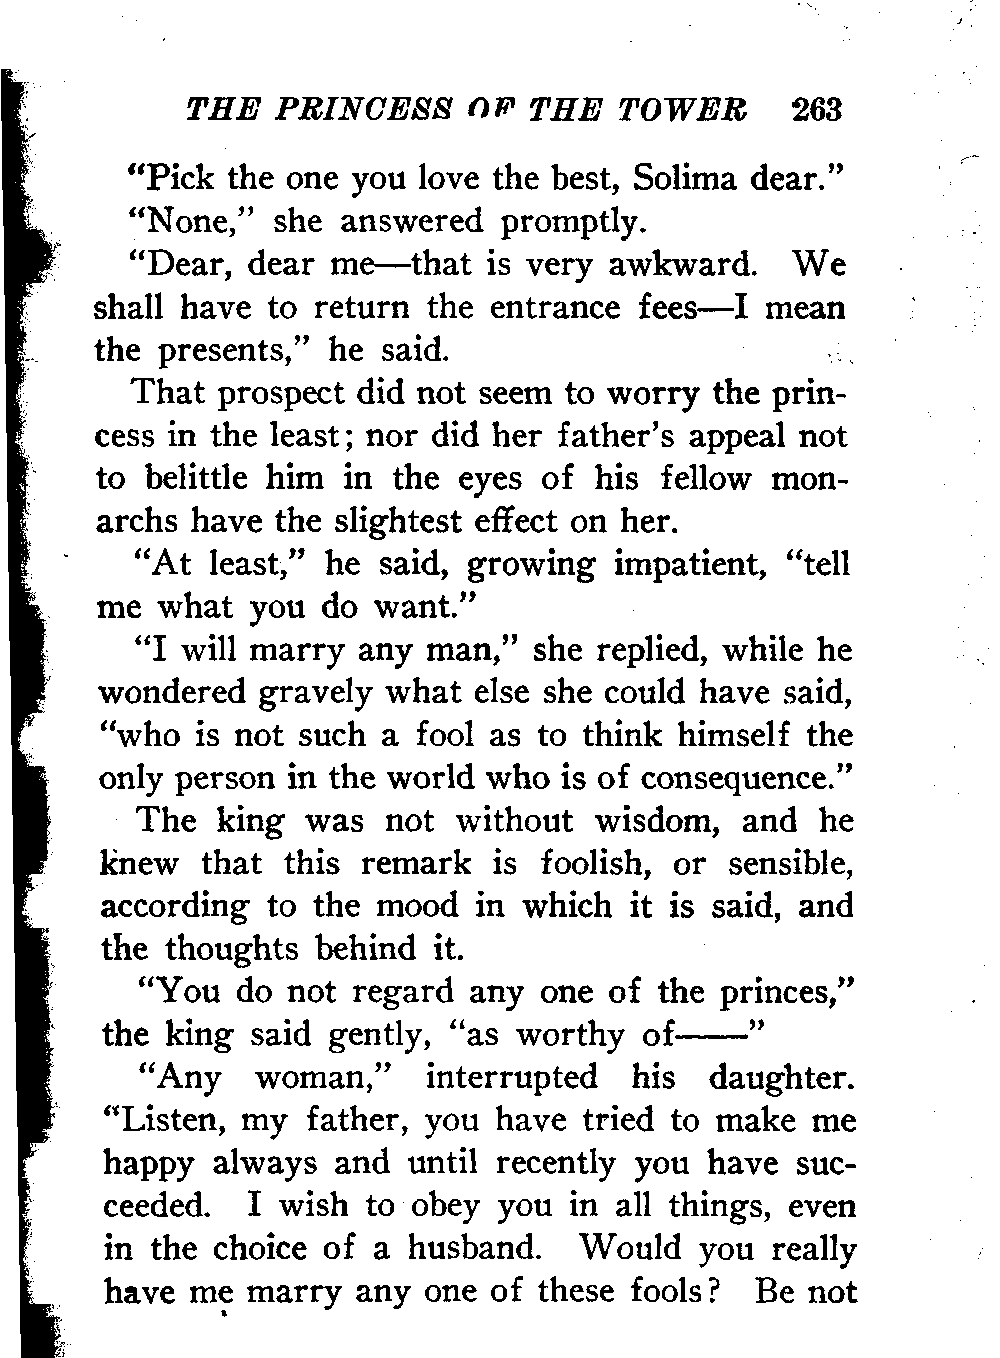 THE PRINCESS OF THE TOWER 263
“Pick the one you love the best, Solima dear.”
“None,” she answered promptly.
“Dear, dear me—that is very awkward. We
shall have to return the entrance fees—I mean
the presents,” he said.
That prospect did not seem to worry the prin-
cess in the least; nor did her father’s appeal not
to belittle him in the eyes of his fellow mon-
archs have the slightest effect on her.
“At least,” he said, growing impatient, “tell
me what you do want.”
“I will marry any man,” she replied, while he
wondered gravely what else she could have said,
“who is not such a fool as to think himself the
only person in the world who is of consequence.”
The king was not without wisdom, and he
knew that this remark is foolish, or sensible,
according to the mood in which it is said, and
the thoughts behind it.
“You do not regard any one of the princes,”
the king said gently, “as worthy of——”
“Any woman,” interrupted his daughter.
“Listen, my father, you have tried to make me
happy always and until recently you have suc-
ceeded. I wish to obey you in all things, even
in the choice of a husband. Would you really
have me marry any one of these fools? Be not